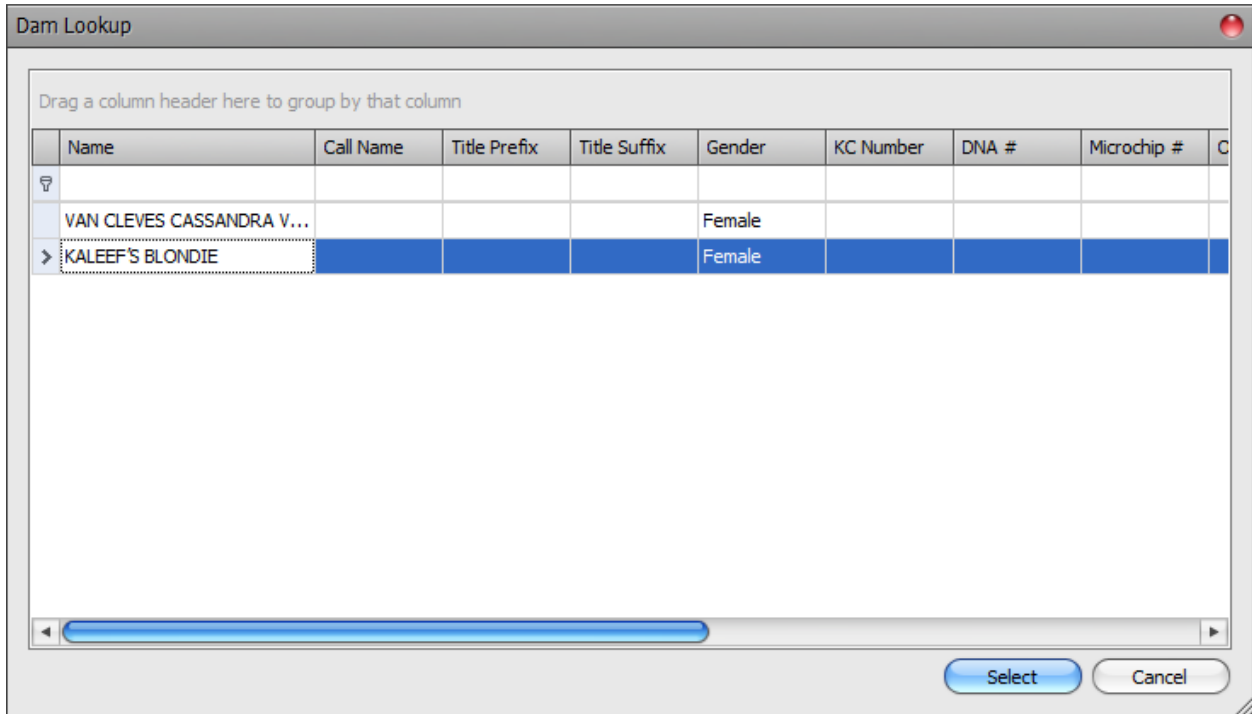 Dam Lookup
Drag a column header here to group by that column
Name Call Name Title Prefix Title Suffix Gender KC Number DNA # Microchip #
VAN CLEVES CASSANDRA V... Female
KALEEF'S BLONDIE Female
Select Cancel